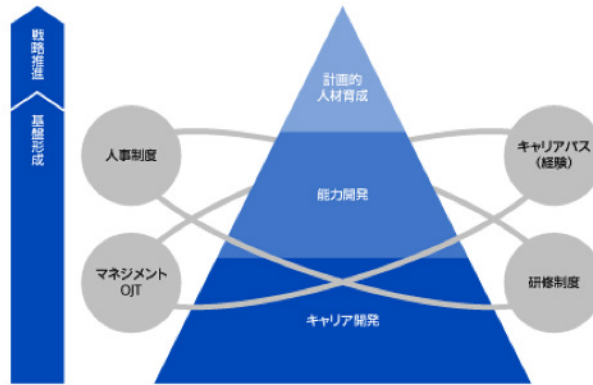 戦略推進
基盤形成
計画的
人材育成
人事制度
キャリアパス
(経験)
能力開発
マネジメント
OJT
研修制度
キャリア開発